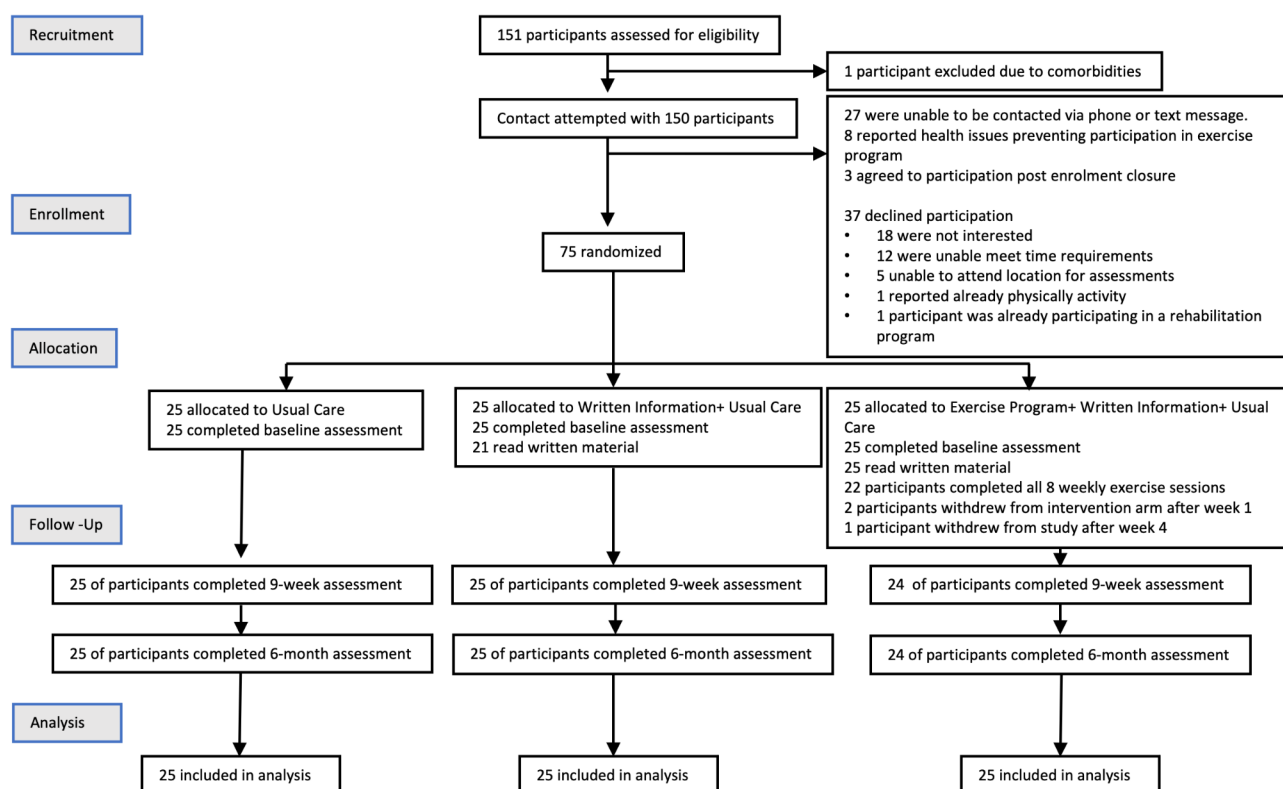 Recruitment
151 participants assessed for eligibility
1 participant excluded due to comorbidities
Contact attempted with 150 participants
27 were unable to be contacted via phone or text message.
8 reported health issues preventing participation in exercise
program
3 agreed to participation post enrolment closure
37 declined participation
• 18 were not interested
• 12 were unable meet time requirements
• 5 unable to attend location for assessments
• 1 reported already physically activity
• 1 participant was already participating in a rehabilitation
program
Enrollment
75 randomized
Allocation
25 allocated to Usual Care
25 completed baseline assessment
25 allocated to Written Information+ Usual Care
25 completed baseline assessment
21 read written material
25 allocated to Exercise Program+ Written Information+ Usual
Care
25 completed baseline assessment
25 read written material
22 participants completed all 8 weekly exercise sessions
2 participants withdrew from intervention arm after week 1
1 participant withdrew from study after week 4
Follow -Up
25 of participants completed 9-week assessment
25 of participants completed 9-week assessment
24 of participants completed 9-week assessment
25 of participants completed 6-month assessment
25 of participants completed 6-month assessment
24 of participants completed 6-month assessment
Analysis
25 included in analysis
25 included in analysis
25 included in analysis